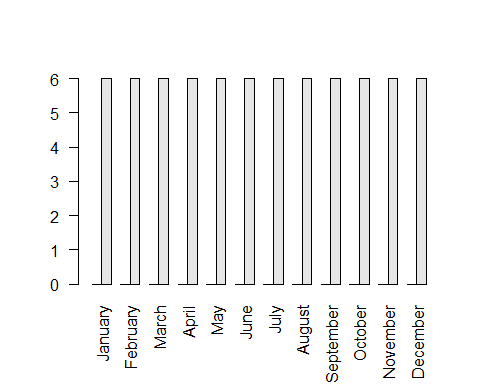 6
5
4
3
2
1
0
January
February
March
April
May
June
July
August
September
October
November
December